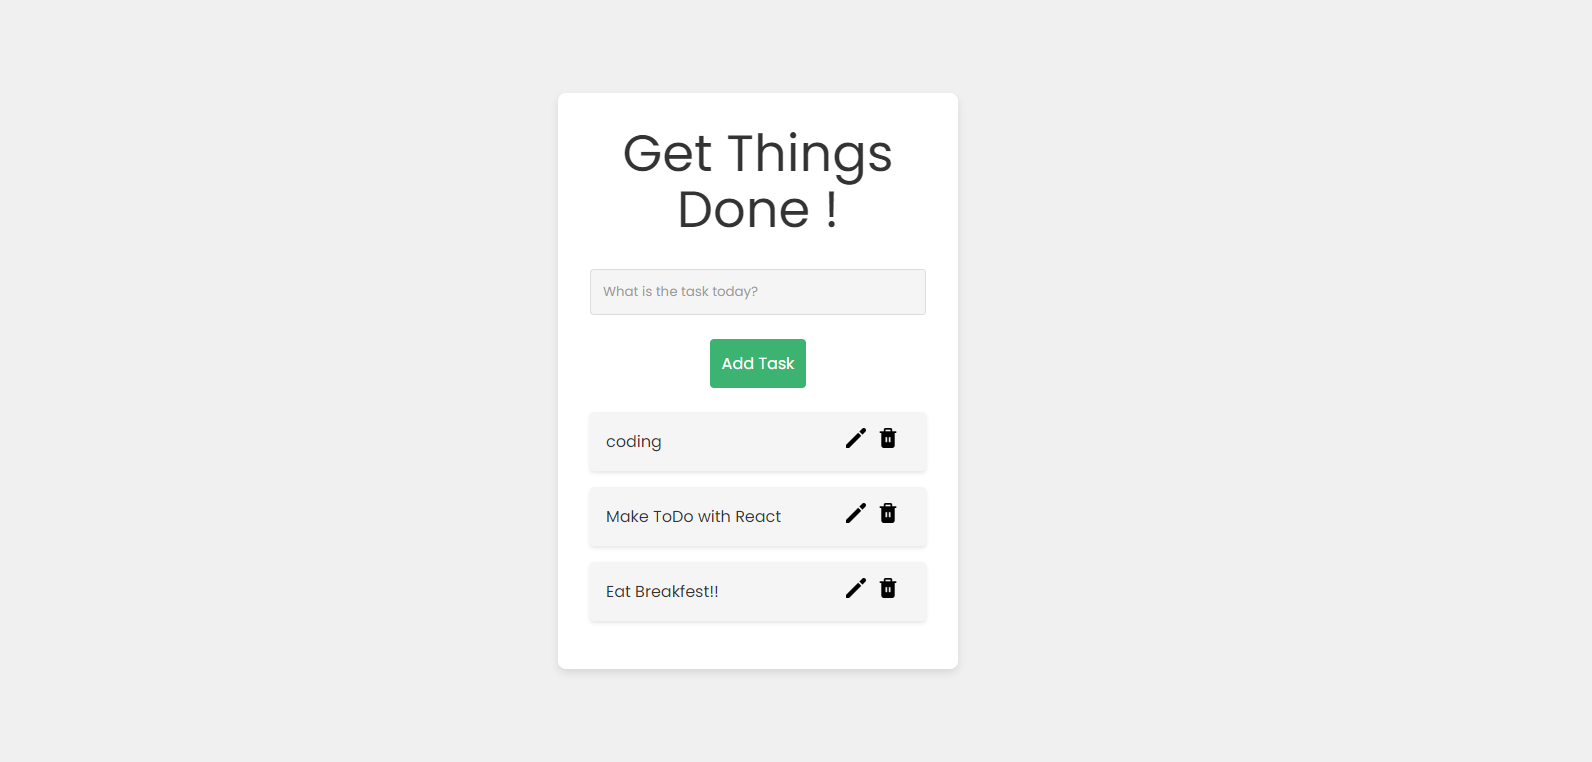 Get Things
Done !
What is the task today?
Add Task
coding
Make ToDo with React
Eat Breakfest!!